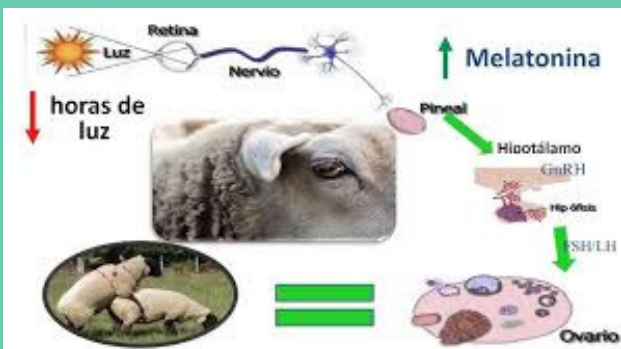 Retina
Luz
Nervio
Melatonina
horas de
luz
Pineal
Hipotálamo
GnRH
Hipófisis
FSH/LH
Ovario